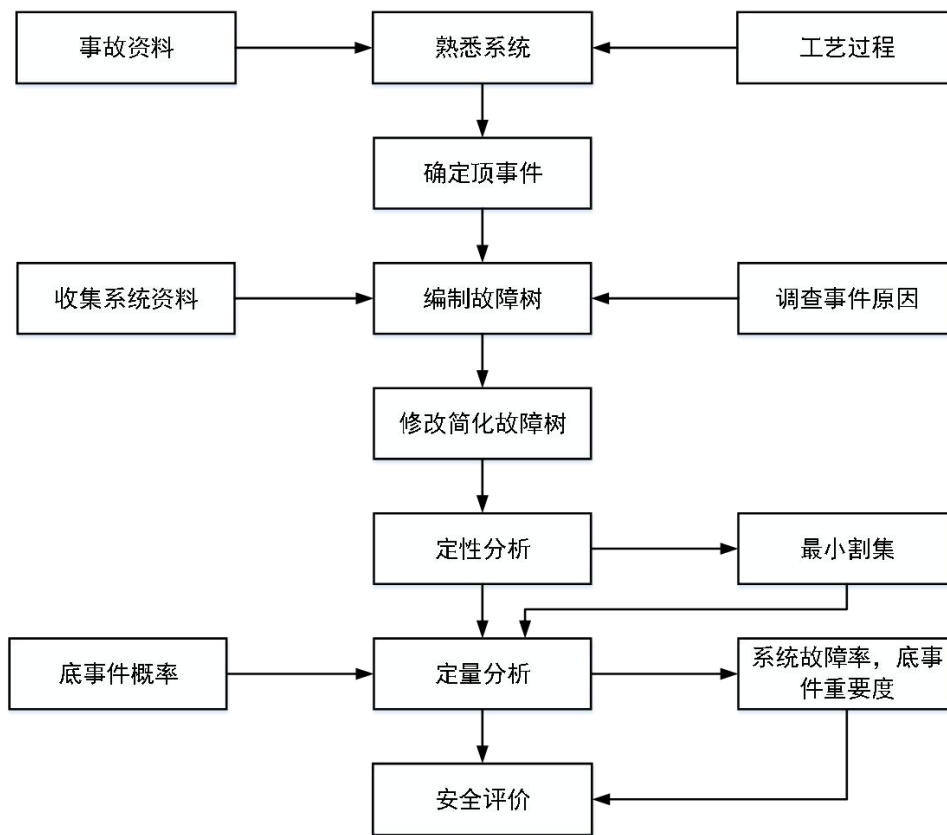 事故资料
熟悉系统
工艺过程
确定顶事件
收集系统资料
编制故障树
调查事件原因
修改简化故障树
定性分析
最小割集
底事件概率
定量分析
系统故障率，底事
件重要度
安全评价